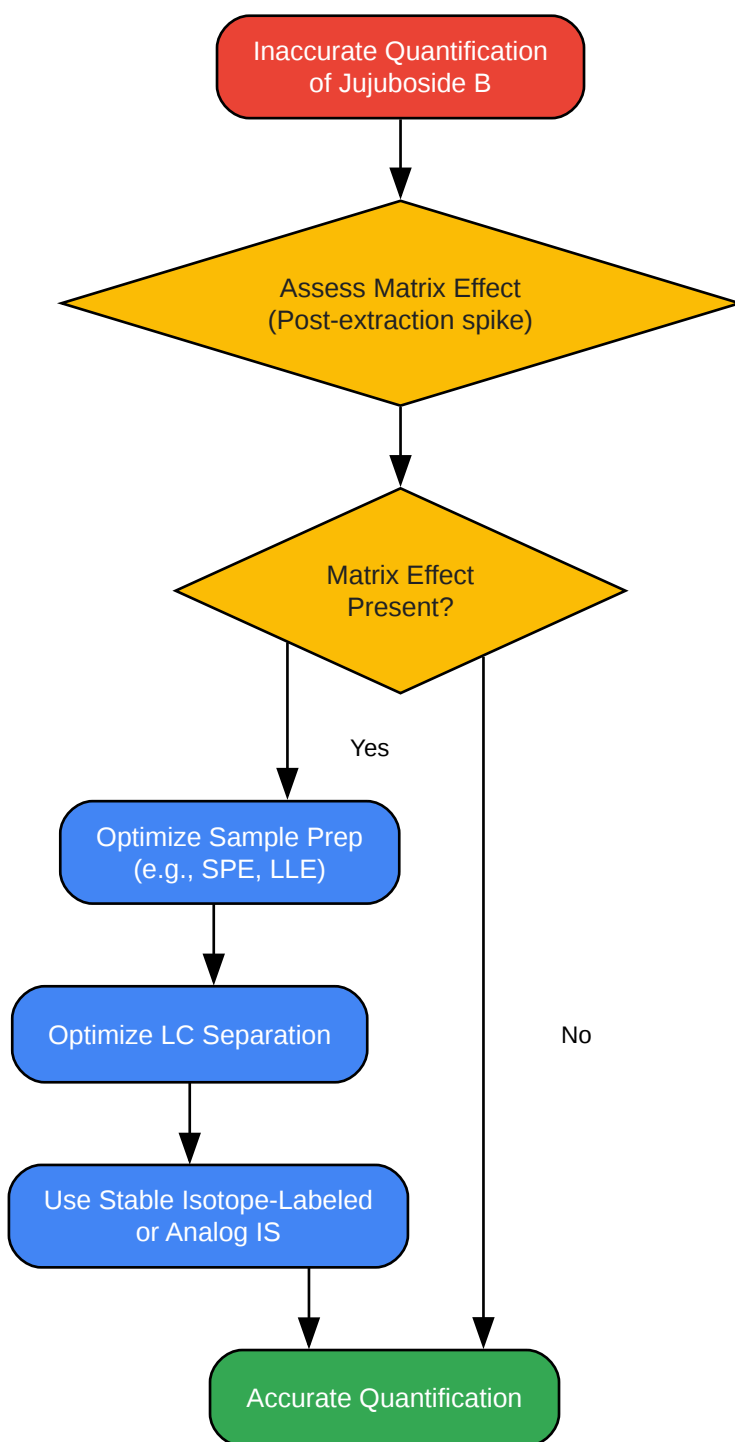 Inaccurate Quantification
of Jujuboside B
Assess Matrix Effect
(Post-extraction spike)
Matrix Effect
Present?
Yes
Optimize Sample Prep
(e.g., SPE, LLE)
Optimize LC Separation
No
Use Stable Isotope-Labeled
or Analog IS
Accurate Quantification